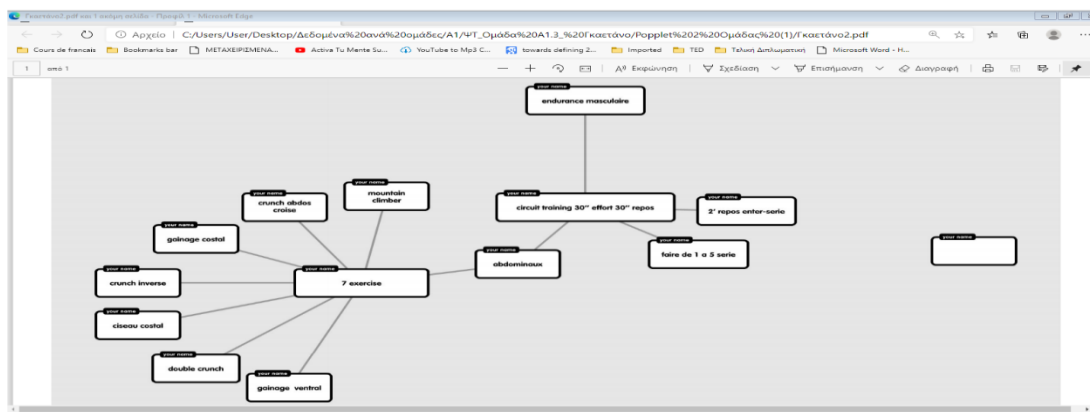 Γκαετάνο2.pdf και 1 ακόμη σελίδα - Προφίλ 1 - Microsoft Edge
Αρχείο | C:/Users/User/Desktop/Δεδομένα%20ανά%20ομάδες/A1/ΨΤ_Ομάδα%20A1.3_%20Γκαετάνο/Popplet%202%20Ομάδας%20(1)/Γκαετάνο2.pdf
Cours de francais Bookmarks bar ΜΕΤΑΧΕΙΡΙΖΜΕΝΑ... Activa Tu Mente Su... YouTube to Mp3 C... towards defining 2... Imported TED Τελική Διπλωματική Microsoft Word - H...
1 από 1 Εκφώνηση Σχεδίαση Επισήμανση Διαγραφή
your name
endurance masculaire
your name
mountain
climber
your name
crunch abdos
croise
your name
circuit training 30" effort 30" repos
your name
2' repos enter-serie
your name
gainage costal
your name
faire de 1 a 5 serie
your name
your name
abdominaux
your name
7 exercise
your name
crunch inverse
your name
ciseau costal
your name
double crunch
your name
gainage ventral